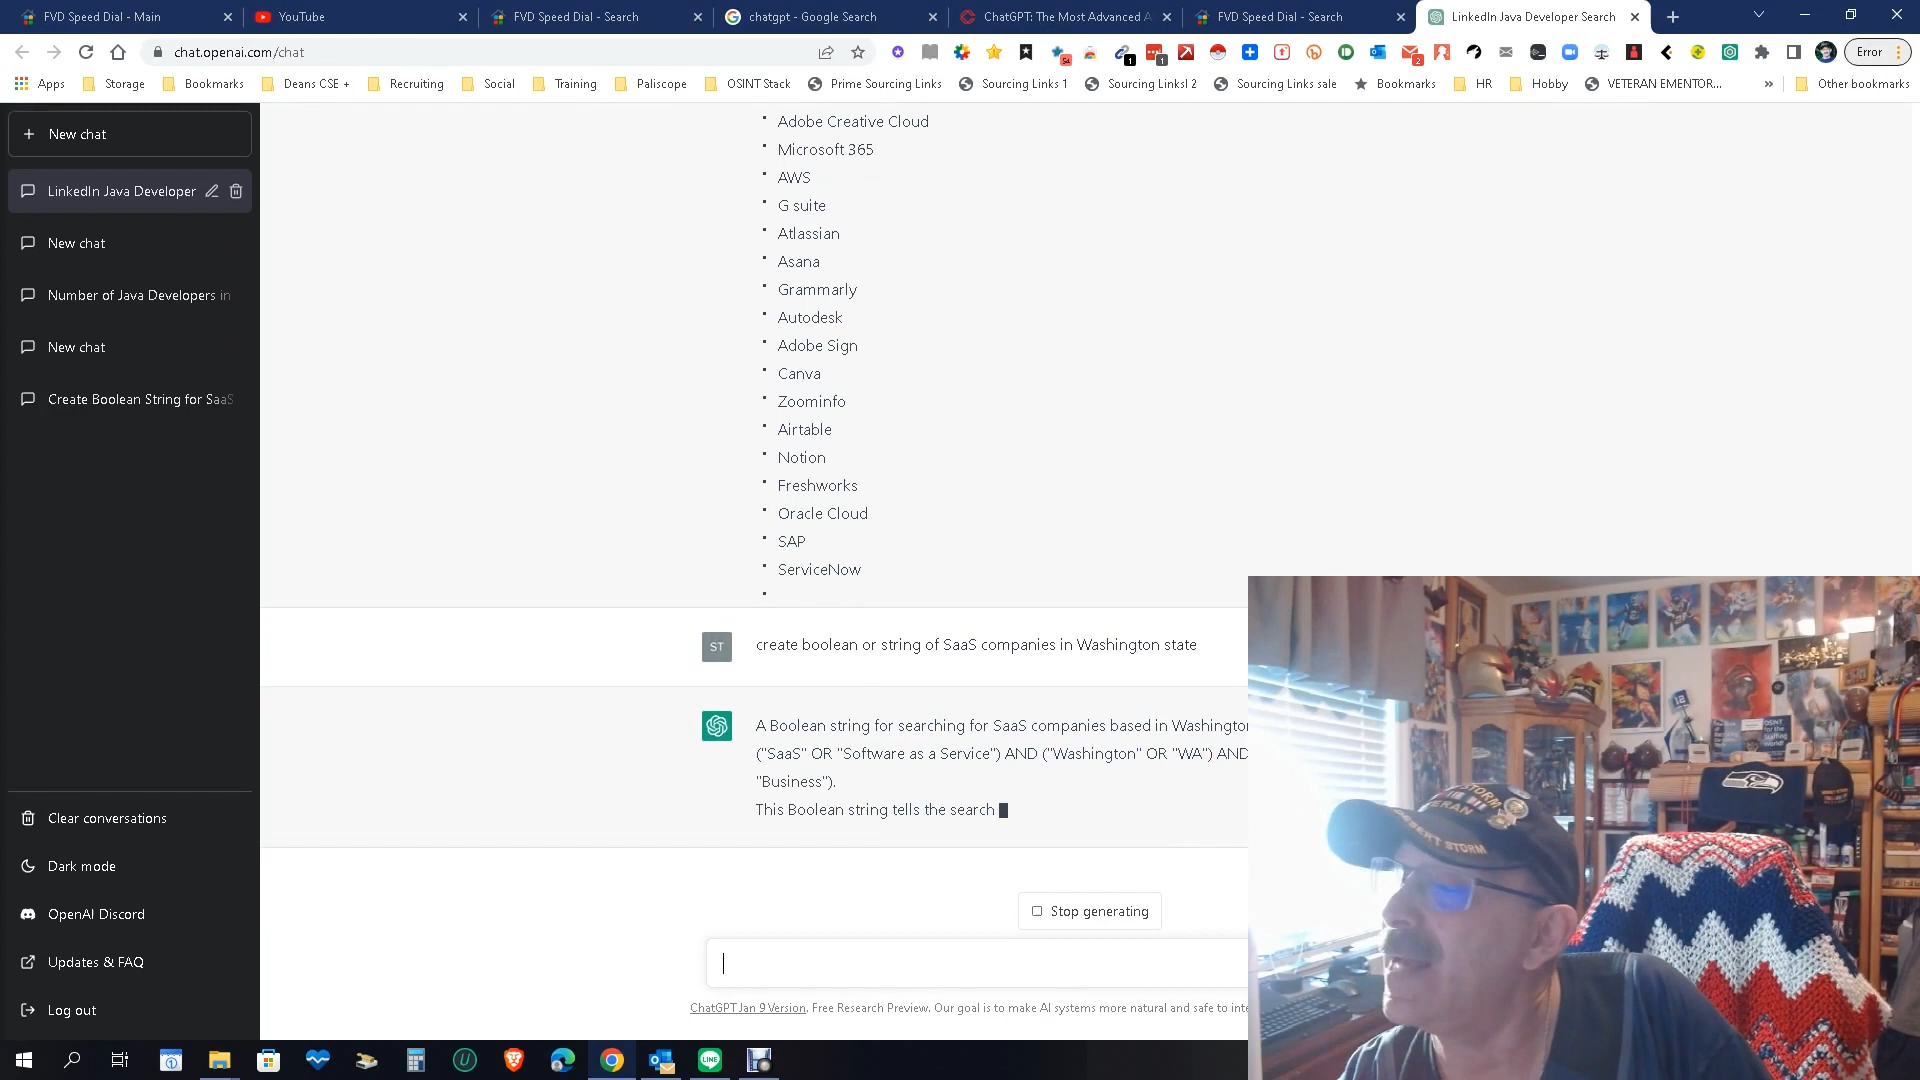 FVD Speed Dial - Main
YouTube
FVD Speed Dial - Search
chatgpt - Google Search
ChatGPT: The Most Advanced A
FVD Speed Dial - Search
LinkedIn Java Developer Search
chat.openai.com/chat
Error
Apps
Storage
Bookmarks
Deans CSE +
Recruiting
Social
Training
Paliscope
OSINT Stack
Prime Sourcing Links
Sourcing Links 1
Sourcing Linksl 2
Sourcing Links sale
Bookmarks
HR
Hobby
VETERAN EMENTOR...
»
Other bookmarks
New chat
LinkedIn Java Developer
New chat
Number of Java Developers in
New chat
Create Boolean String for SaaS
Clear conversations
Dark mode
OpenAI Discord
Updates & FAQ
Log out
• Adobe Creative Cloud
• Microsoft 365
• AWS
• G suite
• Atlassian
• Asana
• Grammarly
• Autodesk
• Adobe Sign
• Canva
• Zoominfo
• Airtable
• Notion
• Freshworks
• Oracle Cloud
• SAP
• ServiceNow
•
ST
create boolean or string of SaaS companies in Washington state
A Boolean string for searching for SaaS companies based in Washington
("SaaS" OR "Software as a Service") AND ("Washington" OR "WA") AND
"Business").
This Boolean string tells the search
Stop generating
ChatGPT Jan 9 Version. Free Research Preview. Our goal is to make AI systems more natural and safe to inte
DESERT STORM